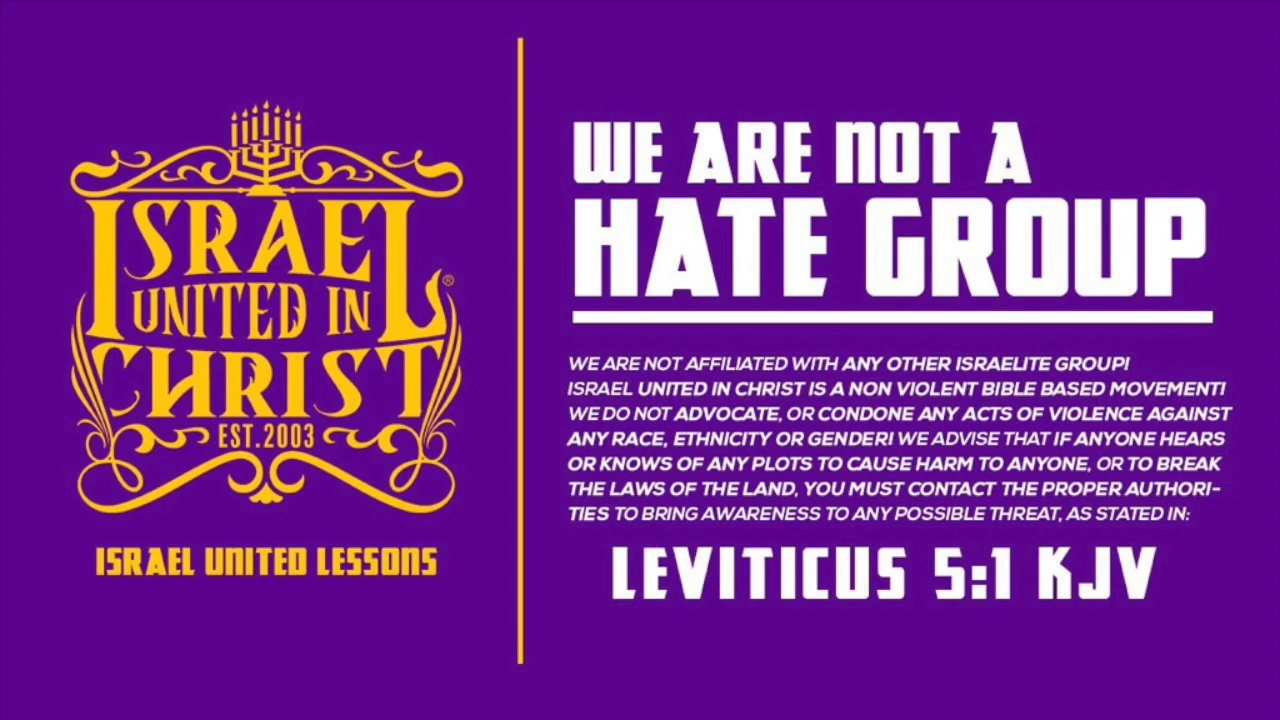 ISRAEL
UNITED IN
CHRIST
EST.2003
®
ISRAEL UNITED LESSONS
WE ARE NOT A
HATE GROUP
WE ARE NOT AFFILIATED WITH ANY OTHER ISRAELITE GROUP!
ISRAEL UNITED IN CHRIST IS A NON VIOLENT BIBLE BASED MOVEMENT!
WE DO NOT ADVOCATE, OR CONDONE ANY ACTS OF VIOLENCE AGAINST
ANY RACE, ETHNICITY OR GENDER! WE ADVISE THAT IF ANYONE HEARS
OR KNOWS OF ANY PLOTS TO CAUSE HARM TO ANYONE, OR TO BREAK
THE LAWS OF THE LAND, YOU MUST CONTACT THE PROPER AUTHORI-
TIES TO BRING AWARENESS TO ANY POSSIBLE THREAT, AS STATED IN:
LEVITICUS 5:1 KJV